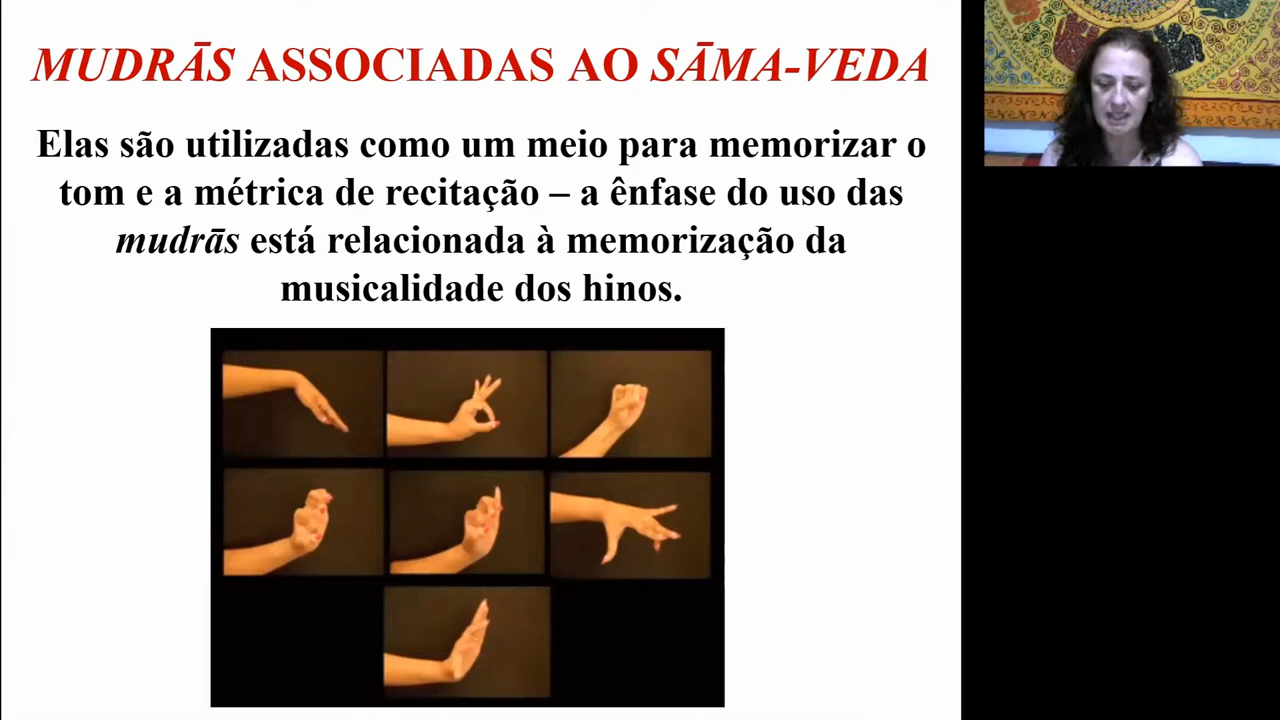 MUDRĀS ASSOCIADAS AO SĀMA-VEDA
Elas são utilizadas como um meio para memorizar o
tom e a métrica de recitação – a ênfase do uso das
mudrās está relacionada à memorização da
musicalidade dos hinos.